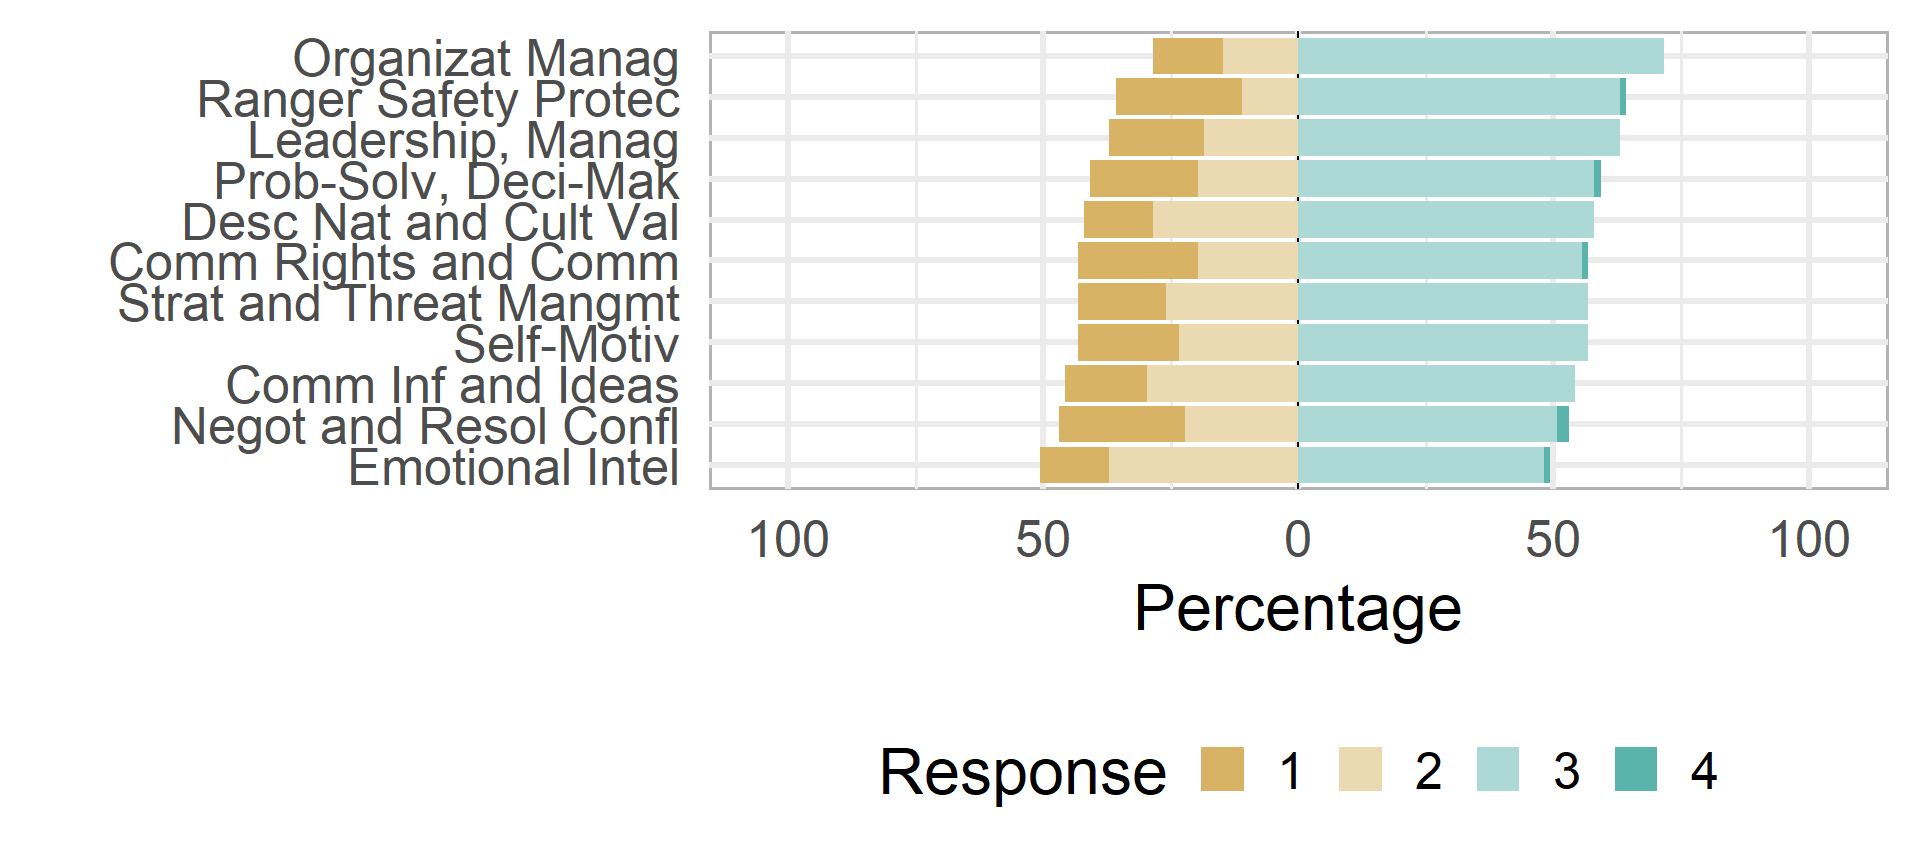 Organizat Manag
Ranger Safety Protec
Leadership, Manag
Prob-Solv, Deci-Mak
Desc Nat and Cult Val
Comm Rights and Comm
Strat and Threat Mangmt
Self-Motiv
Comm Inf and Ideas
Negot and Resol Confl
Emotional Intel
100 50 0 50 100
Percentage
Response 1 2 3 4